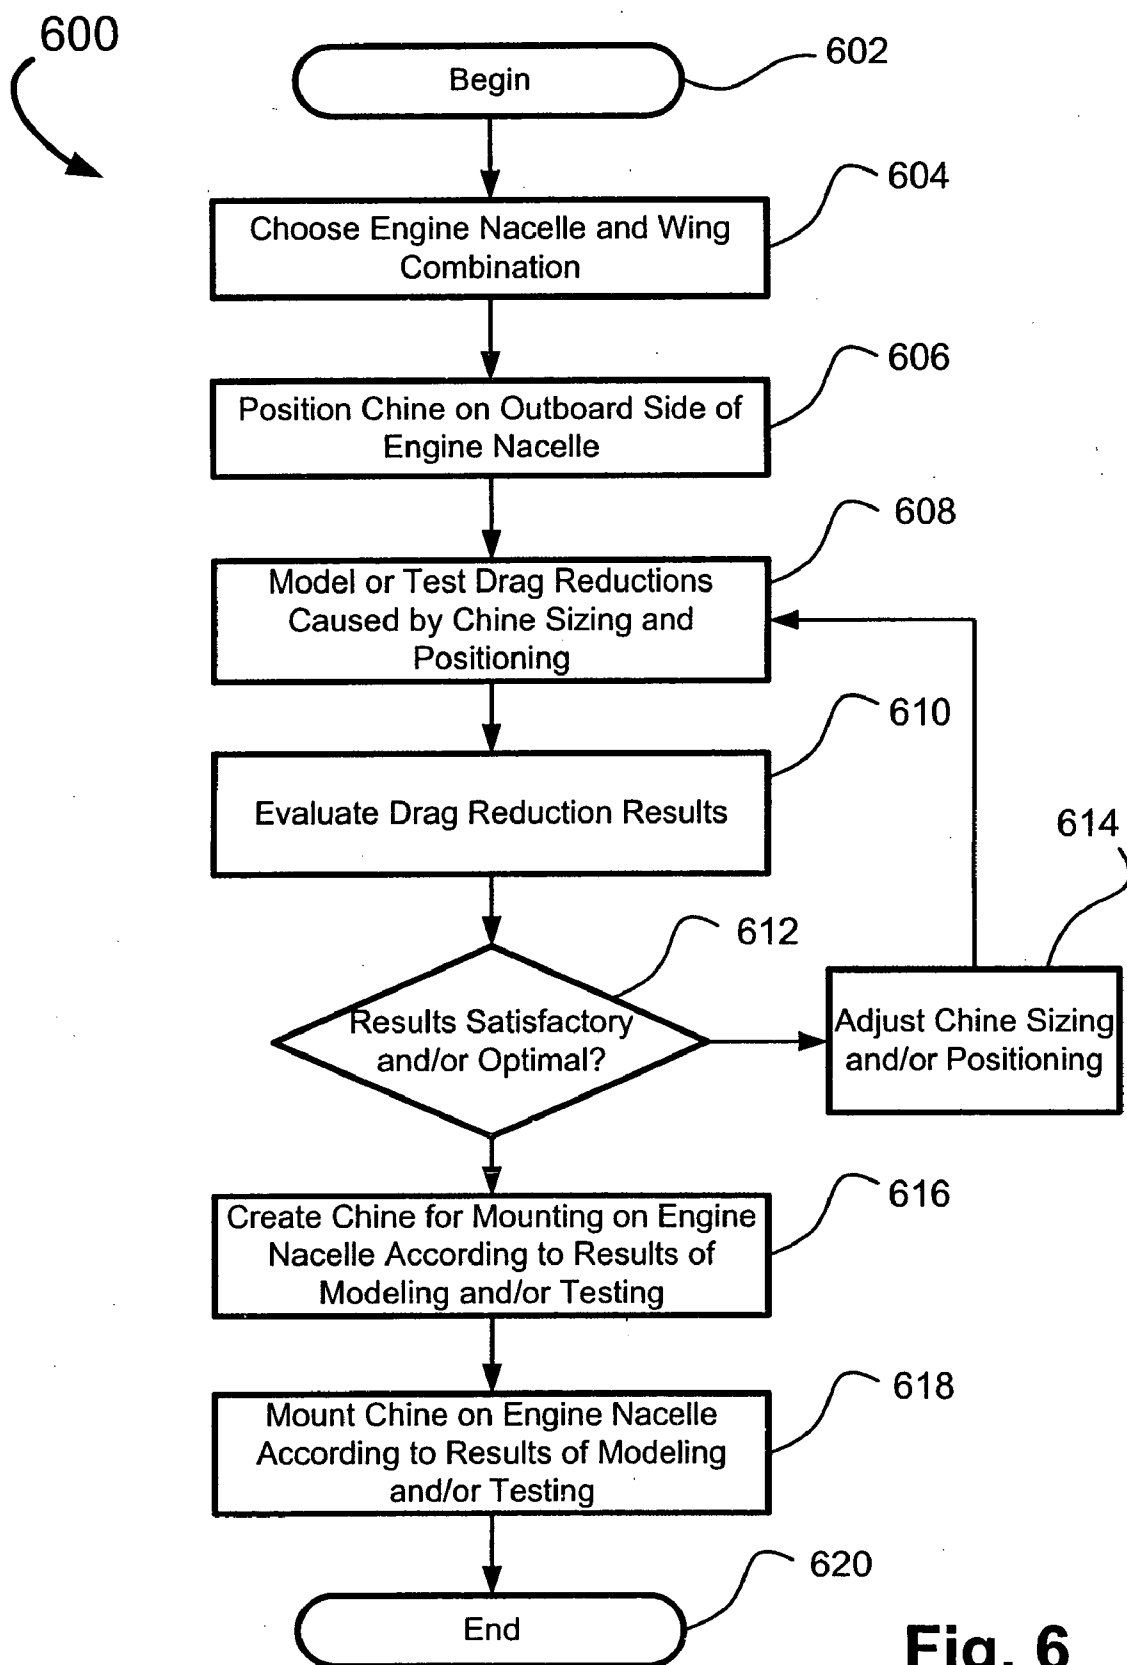 600
Begin
602
604
Choose Engine Nacelle and Wing
Combination
606
Position Chine on Outboard Side of
Engine Nacelle
608
Model or Test Drag Reductions
Caused by Chine Sizing and
Positioning
610
Evaluate Drag Reduction Results
614
612
Results Satisfactory
and/or Optimal?
Adjust Chine Sizing
and/or Positioning
616
Create Chine for Mounting on Engine
Nacelle According to Results of
Modeling and/or Testing
618
Mount Chine on Engine Nacelle
According to Results of Modeling
and/or Testing
620
End
Fig. 6